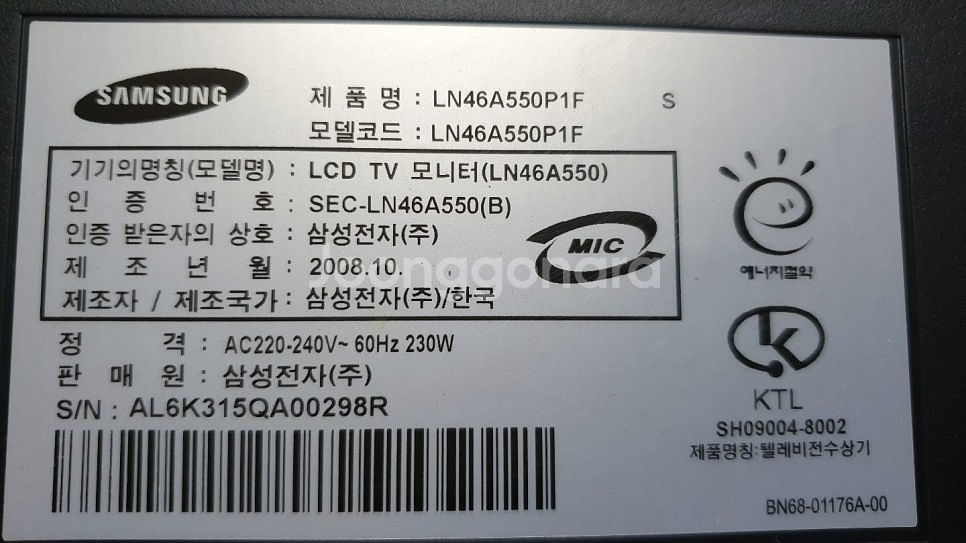 SAMSUNG
제 품 명 : LN46A550P1F S
모델코드 : LN46A550P1F
기기의명칭(모델명) : LCD TV 모니터(LN46A550)
인 증 번 호 : SEC-LN46A550(B)
인증 받은자의 상호 : 삼성전자(주)
제 조 년 월 : 2008.10.
제조자 / 제조국가 : 삼성전자(주)/한국
MIC
에너지절약
정 격 : AC220-240V~ 60Hz 230W
판 매 원 : 삼성전자(주)
S/N : AL6K315QA00298R
K
KTL
SH09004-8002
제품명칭:텔레비전수상기
BN68-01176A-00